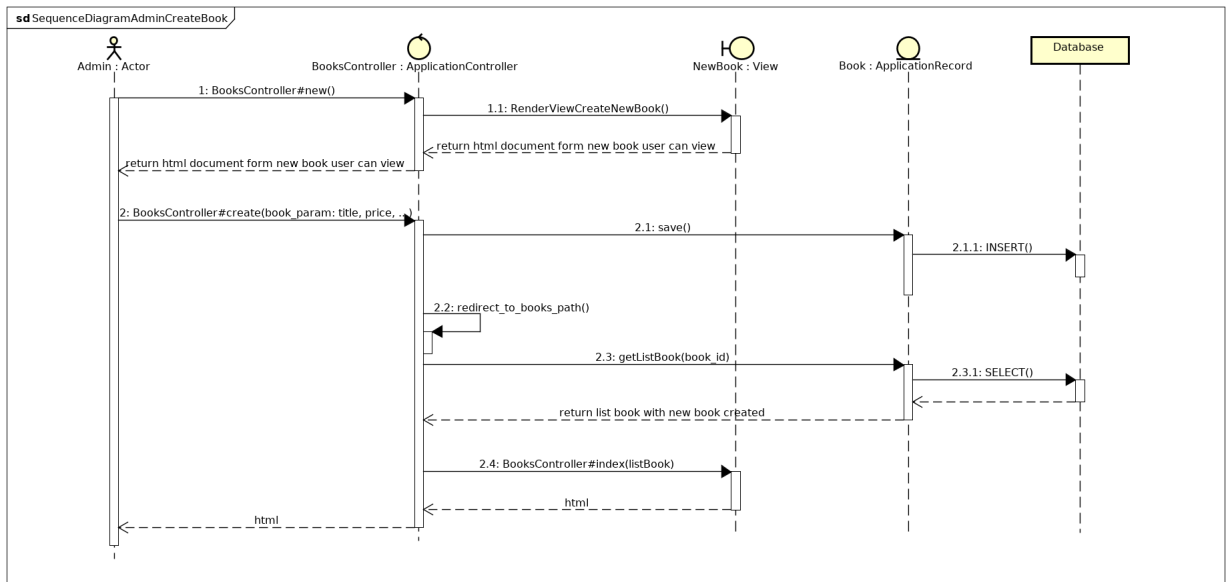 sd SequenceDiagramAdminCreateBook
Admin : Actor
BooksController : ApplicationController
NewBook : View
Book : ApplicationRecord
Database
1: BooksController#new()
1.1: RenderViewCreateNewBook()
return html document form new book user can view
return html document form new book user can view
2: BooksController#create(book_param: title, price, ...)
2.1: save()
2.1.1: INSERT()
2.2: redirect_to_books_path()
2.3: getListBook(book_id)
2.3.1: SELECT()
return list book with new book created
2.4: BooksController#index(listBook)
html
html